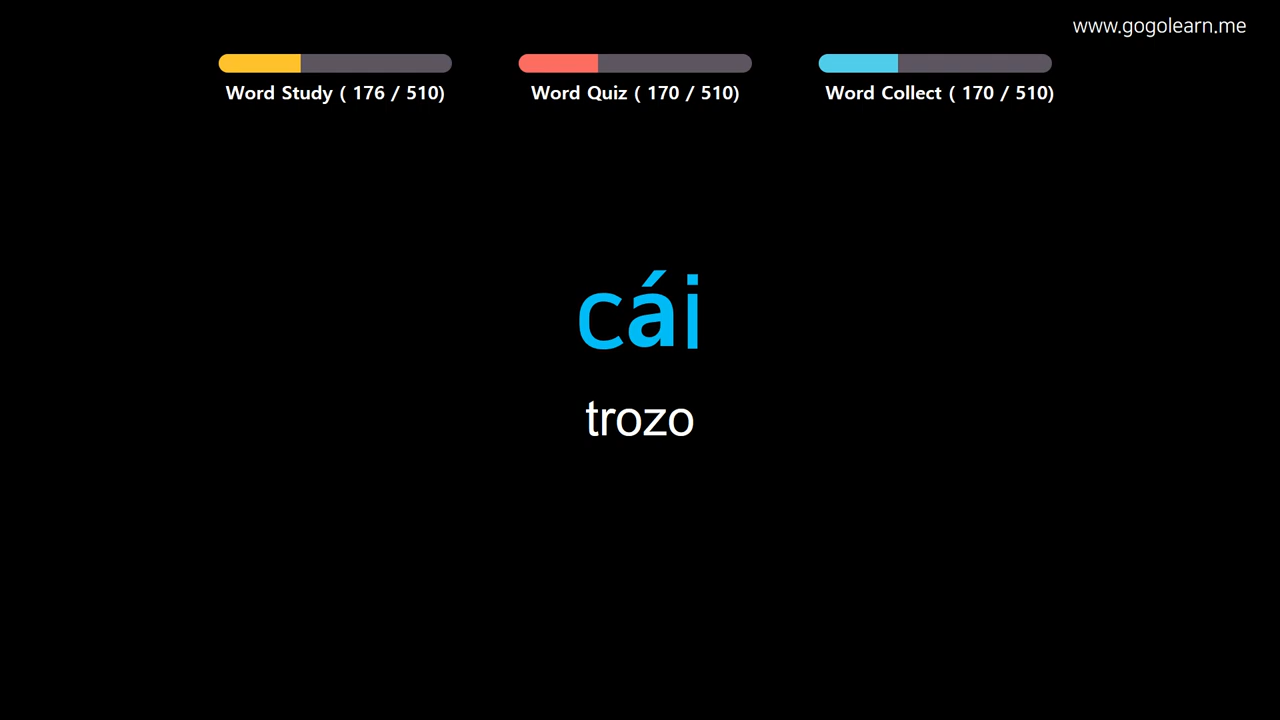 www.gogolearn.me
Word Study ( 176 / 510)
Word Quiz ( 170 / 510)
Word Collect ( 170 / 510)
cái
trozo